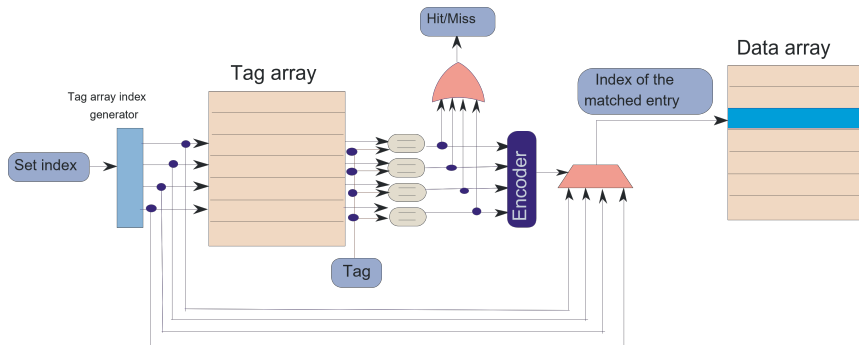 Hit/Miss
Data array
Tag array
Index of the
matched entry
Tag array index
generator
Set index
Encoder
Tag